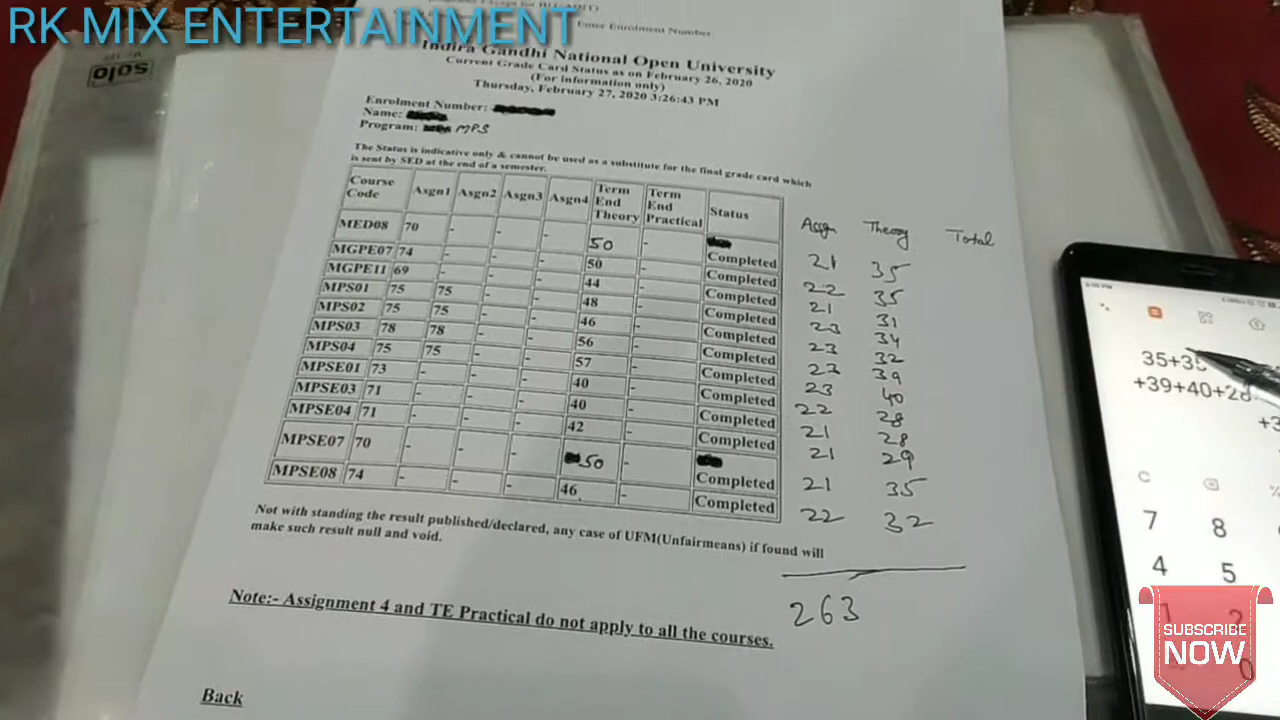 RK MIX ENTERTAINMENT
Enter Enrolment Number.
Indira Gandhi National Open University
Current Grade Card Status as on February 26, 2020
(For information only)
Thursday, February 27, 2020 3:26:43 PM
Enrolment Number:
Name:
Program: MPS
The Status is indicative only & cannot be used as a substitute for the final grade card which
is sent by SED at the end of a semester.
Course Code Asgn1 Asgn2 Asgn3 Asgn4 Term End Theory Term End Practical Status Assgn Theory Total
MED08 70 - - - 50 - Completed 21 35
MGPE07 74 - - - 50 - Completed 22 35
MGPE11 69 - - - 44 - Completed 21 31
MPS01 75 75 - - 48 - Completed 23 34
MPS02 75 75 - - 46 - Completed 23 32
MPS03 78 78 - - 56 - Completed 23 39
MPS04 75 75 - - 57 - Completed 23 40
MPSE01 73 - - - 40 - Completed 22 28
MPSE03 71 - - - 40 - Completed 21 28
MPSE04 71 - - - 42 - Completed 21 29
MPSE07 70 - - - 50 - Completed 21 35
MPSE08 74 - - - 46 - Completed 22 32
Not with standing the result published/declared, any case of UFM(Unfairmeans) if found will
make such result null and void.
263
Note:- Assignment 4 and TE Practical do not apply to all the courses.
Back
solo
35+35
+39+40+28
+3
C %
7 8
4 5
1 2
0
SUBSCRIBE
NOW